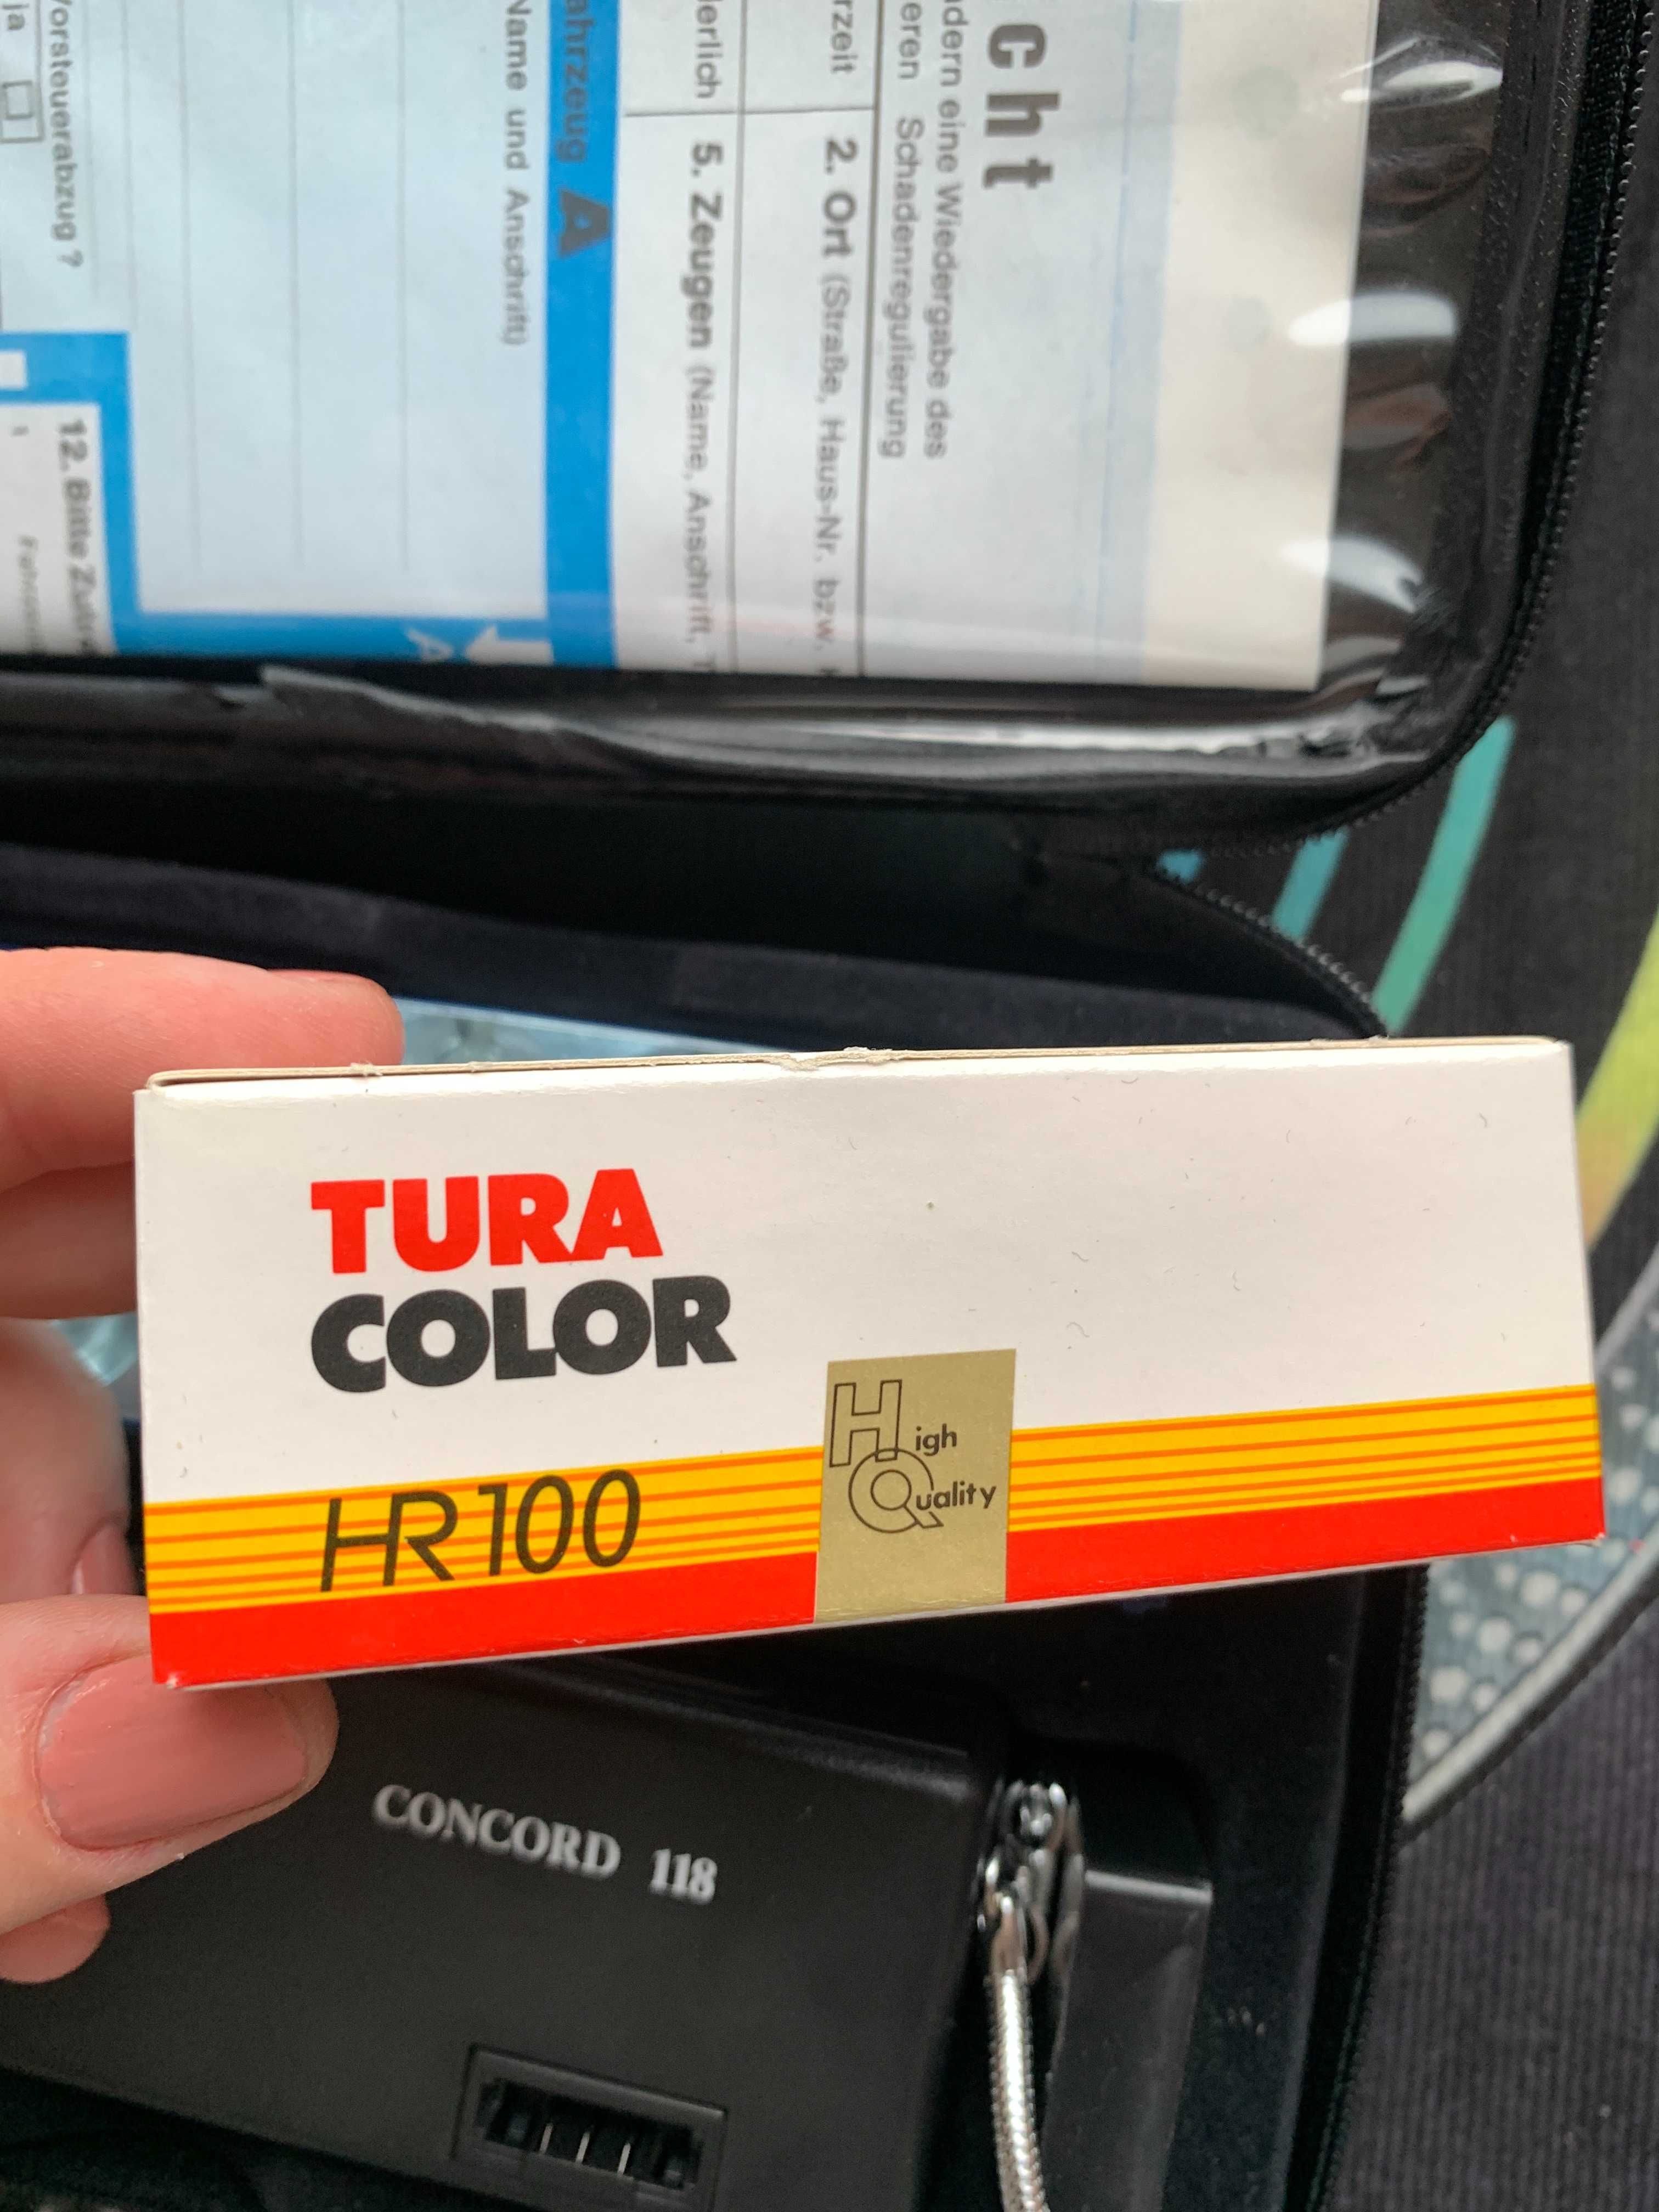 cht
dern eine Wiedergabe des
eren Schadenregulierung
rzeit
2. Ort (Straße, Haus-Nr. bzw.
erlich
5. Zeugen (Name, Anschrift,
ahrzeug A
Name und Anschrift)
Vorsteuerabzug ?
ja
12. Bitte
A
TURA
COLOR
HR100
High
Quality
CONCORD 118